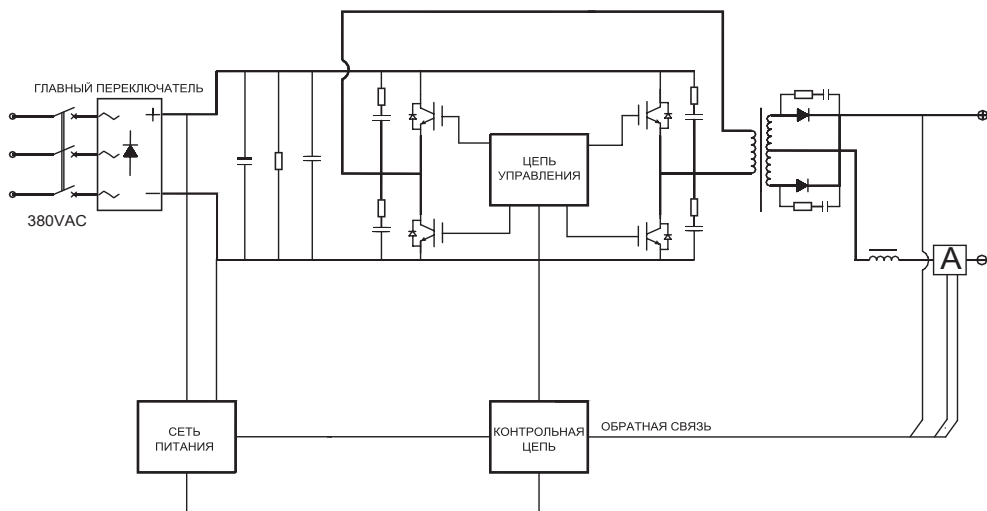 ГЛАВНЫЙ ПЕРЕКЛЮЧАТЕЛЬ
+
−
380VAC
ЦЕПЬ
УПРАВЛЕНИЯ
A
СЕТЬ
ПИТАНИЯ
КОНТРОЛЬНАЯ
ЦЕПЬ
ОБРАТНАЯ СВЯЗЬ